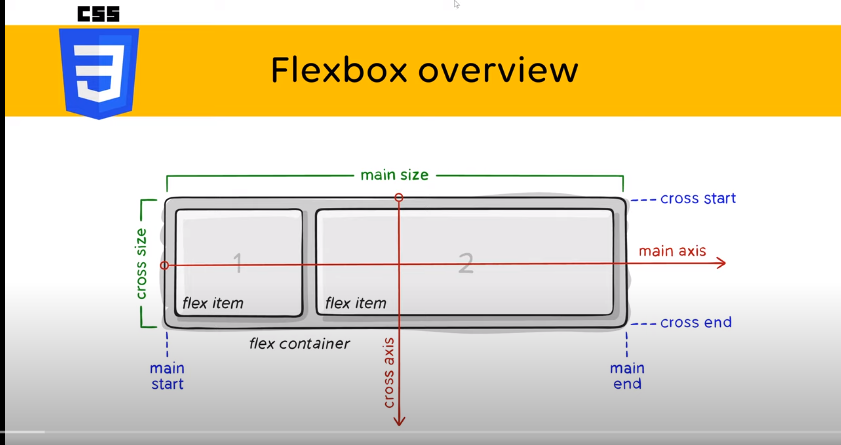 CSS
Flexbox overview
main size
cross start
cross size
1
2
main axis
flex item
flex item
cross end
flex container
cross axis
main
start
main
end